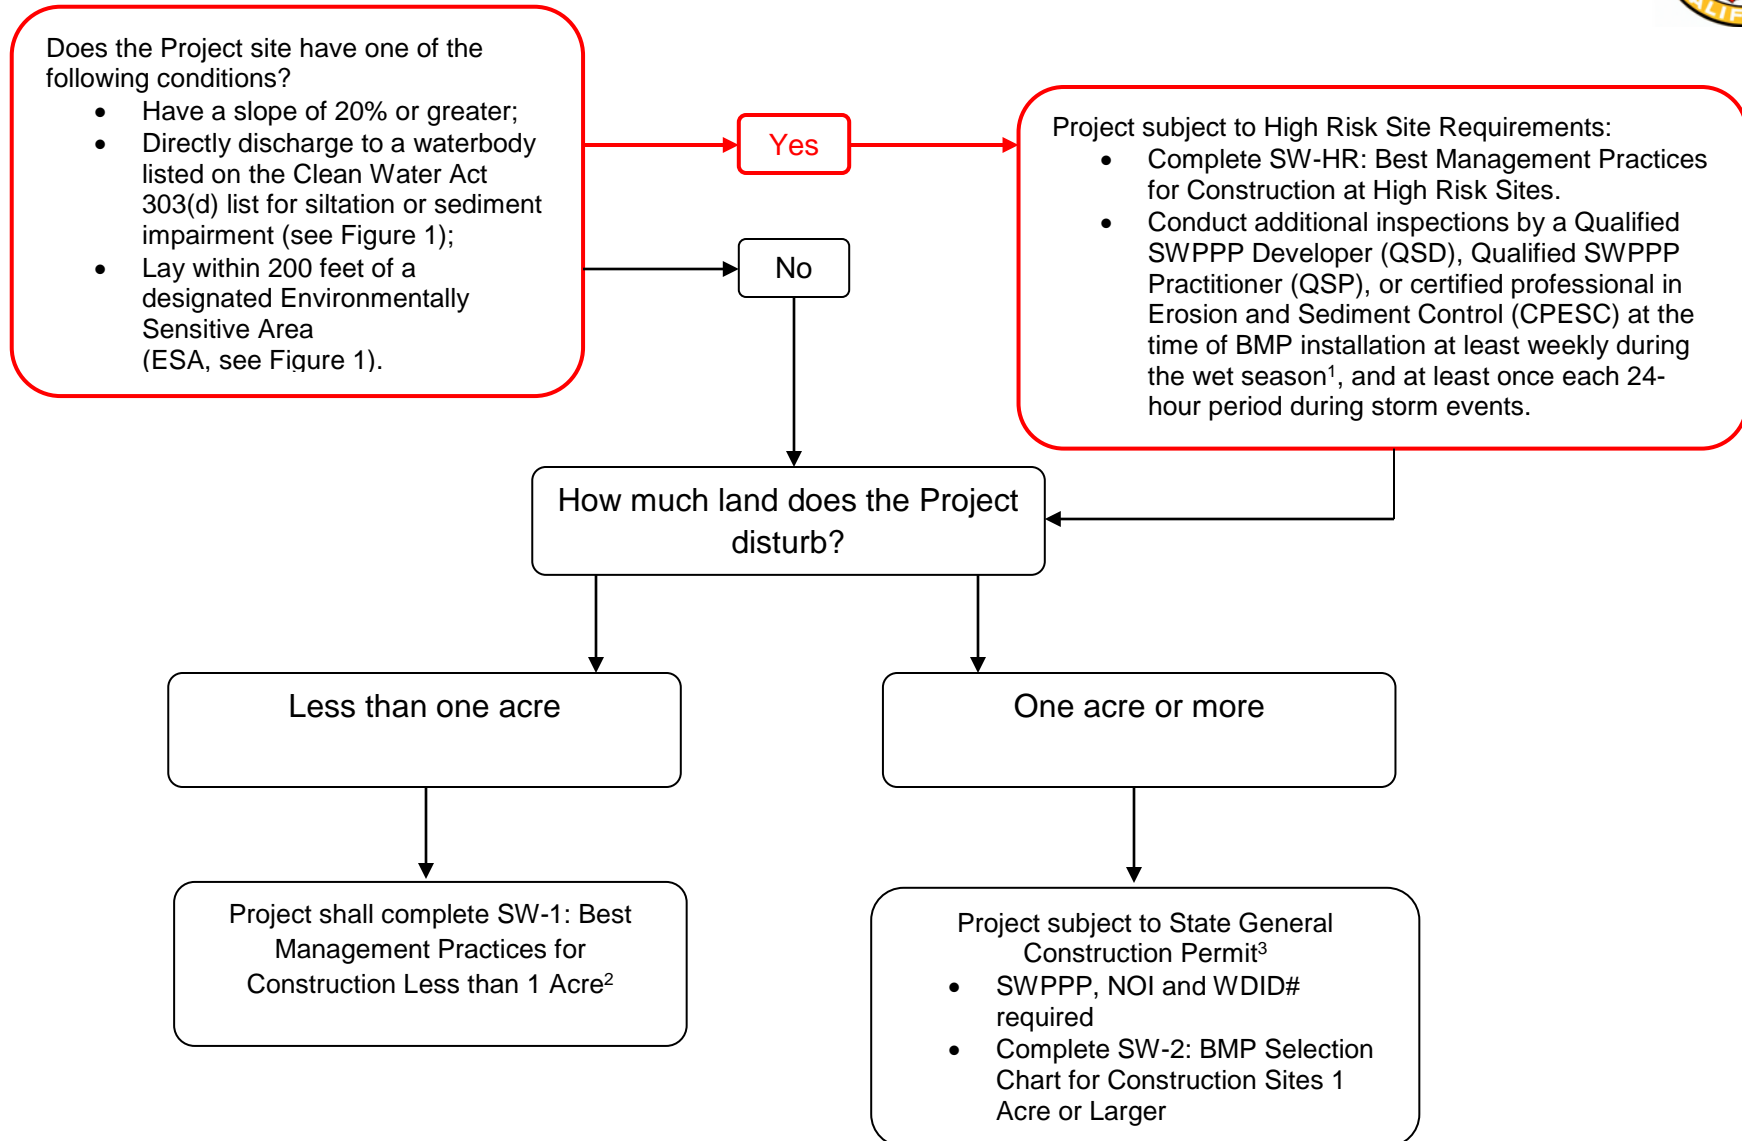 Does the Project site have one of the
following conditions?
• Have a slope of 20% or greater;
• Directly discharge to a waterbody
listed on the Clean Water Act
303(d) list for siltation or sediment
impairment (see Figure 1);
• Lay within 200 feet of a
designated Environmentally
Sensitive Area
(ESA, see Figure 1).
Yes
No
Project subject to High Risk Site Requirements:
• Complete SW-HR: Best Management Practices
for Construction at High Risk Sites.
• Conduct additional inspections by a Qualified
SWPPP Developer (QSD), Qualified SWPPP
Practitioner (QSP), or certified professional in
Erosion and Sediment Control (CPESC) at the
time of BMP installation at least weekly during
the wet season¹, and at least once each 24-
hour period during storm events.
How much land does the Project
disturb?
Less than one acre
One acre or more
Project shall complete SW-1: Best
Management Practices for
Construction Less than 1 Acre²
Project subject to State General
Construction Permit³
• SWPPP, NOI and WDID#
required
• Complete SW-2: BMP Selection
Chart for Construction Sites 1
Acre or Larger